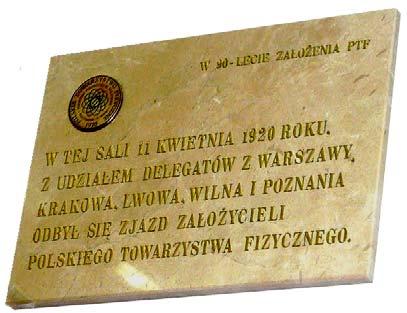 W 90-LECIE ZAŁOŻENIA PTF
W TEJ SALI 11 KWIETNIA 1920 ROKU,
Z UDZIAŁEM DELEGATÓW Z WARSZAWY,
KRAKOWA, LWOWA, WILNA I POZNANIA
ODBYŁ SIĘ ZJAZD ZAŁOŻYCIELI
POLSKIEGO TOWARZYSTWA FIZYCZNEGO.